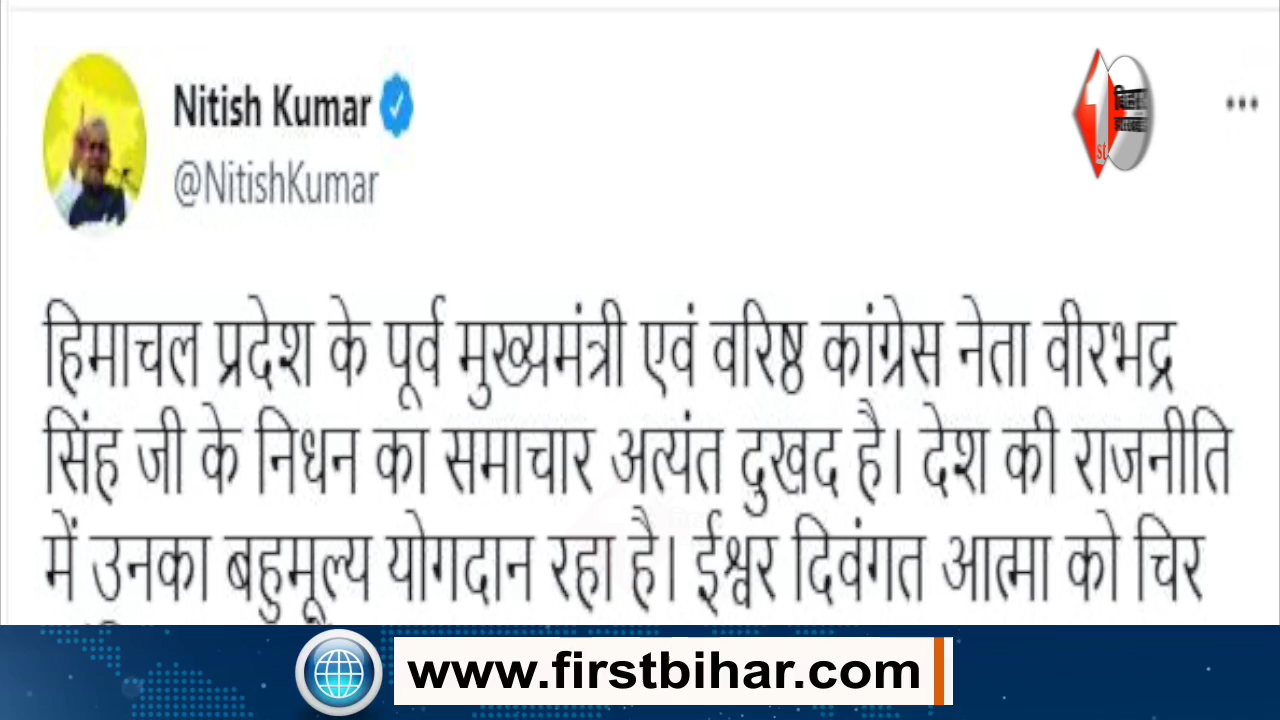 Nitish Kumar
@NitishKumar
1st
हिमाचल प्रदेश के पूर्व मुख्यमंत्री एवं वरिष्ठ कांग्रेस नेता वीरभद्र
सिंह जी के निधन का समाचार अत्यंत दुखद है। देश की राजनीति
में उनका बहुमूल्य योगदान रहा है। ईश्वर दिवंगत आत्मा को चिर
www.firstbihar.com